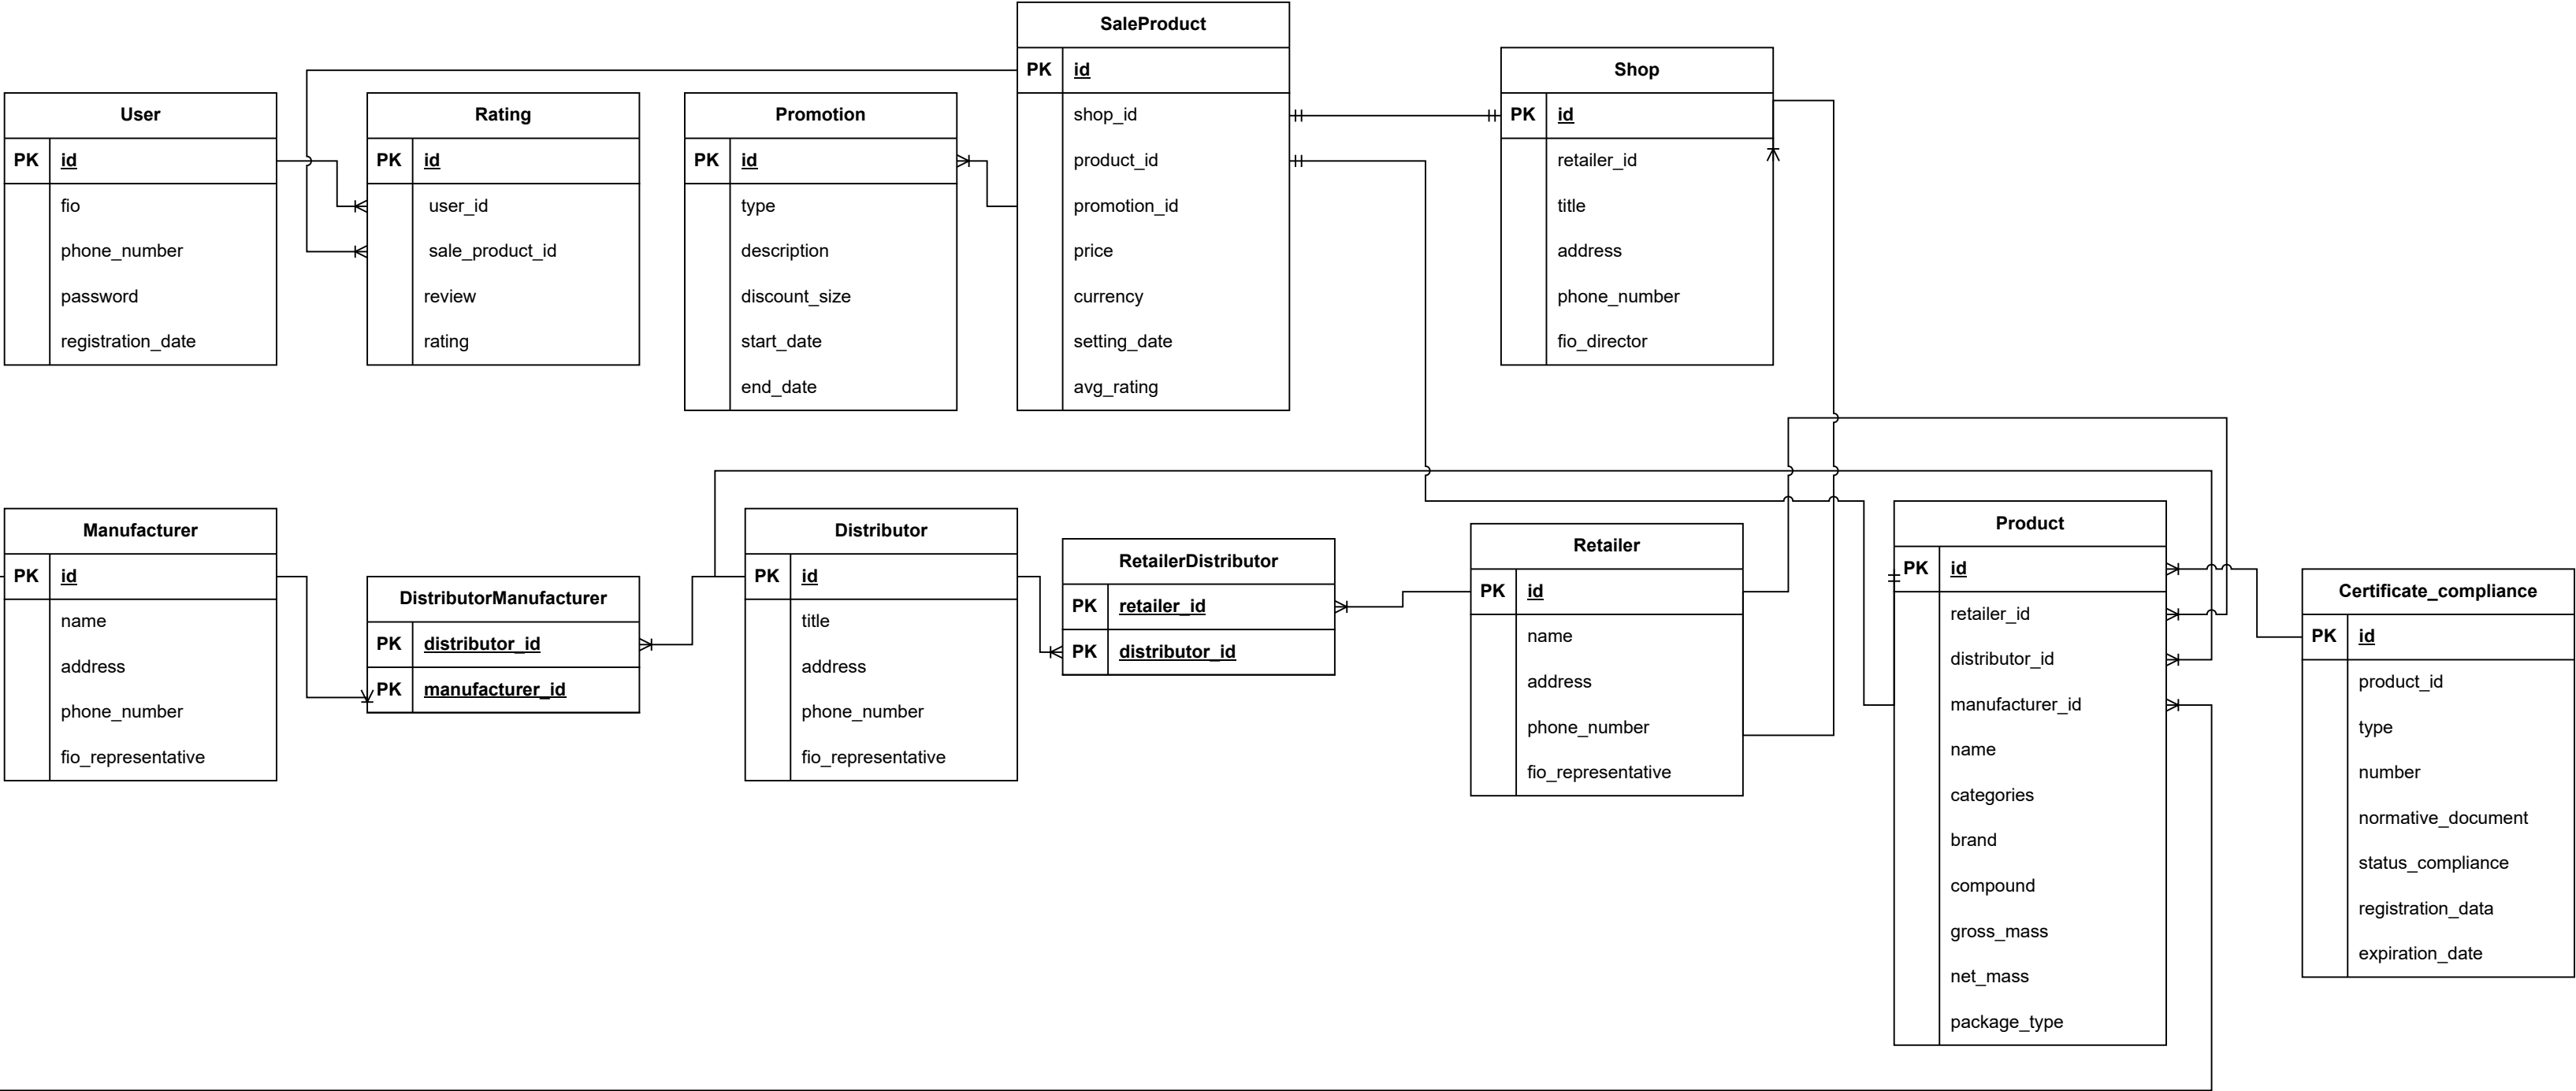 SaleProduct
PK id
shop_id
product_id
promotion_id
price
currency
setting_date
avg_rating
Shop
PK id
retailer_id
title
address
phone_number
fio_director
User
PK id
fio
phone_number
password
registration_date
Rating
PK id
user_id
sale_product_id
review
rating
Promotion
PK id
type
description
discount_size
start_date
end_date
Manufacturer
PK id
name
address
phone_number
fio_representative
DistributorManufacturer
PK distributor_id
PK manufacturer_id
Distributor
PK id
title
address
phone_number
fio_representative
RetailerDistributor
PK retailer_id
PK distributor_id
Retailer
PK id
name
address
phone_number
fio_representative
Product
PK id
retailer_id
distributor_id
manufacturer_id
name
categories
brand
compound
gross_mass
net_mass
package_type
Certificate_compliance
PK id
product_id
type
number
normative_document
status_compliance
registration_data
expiration_date